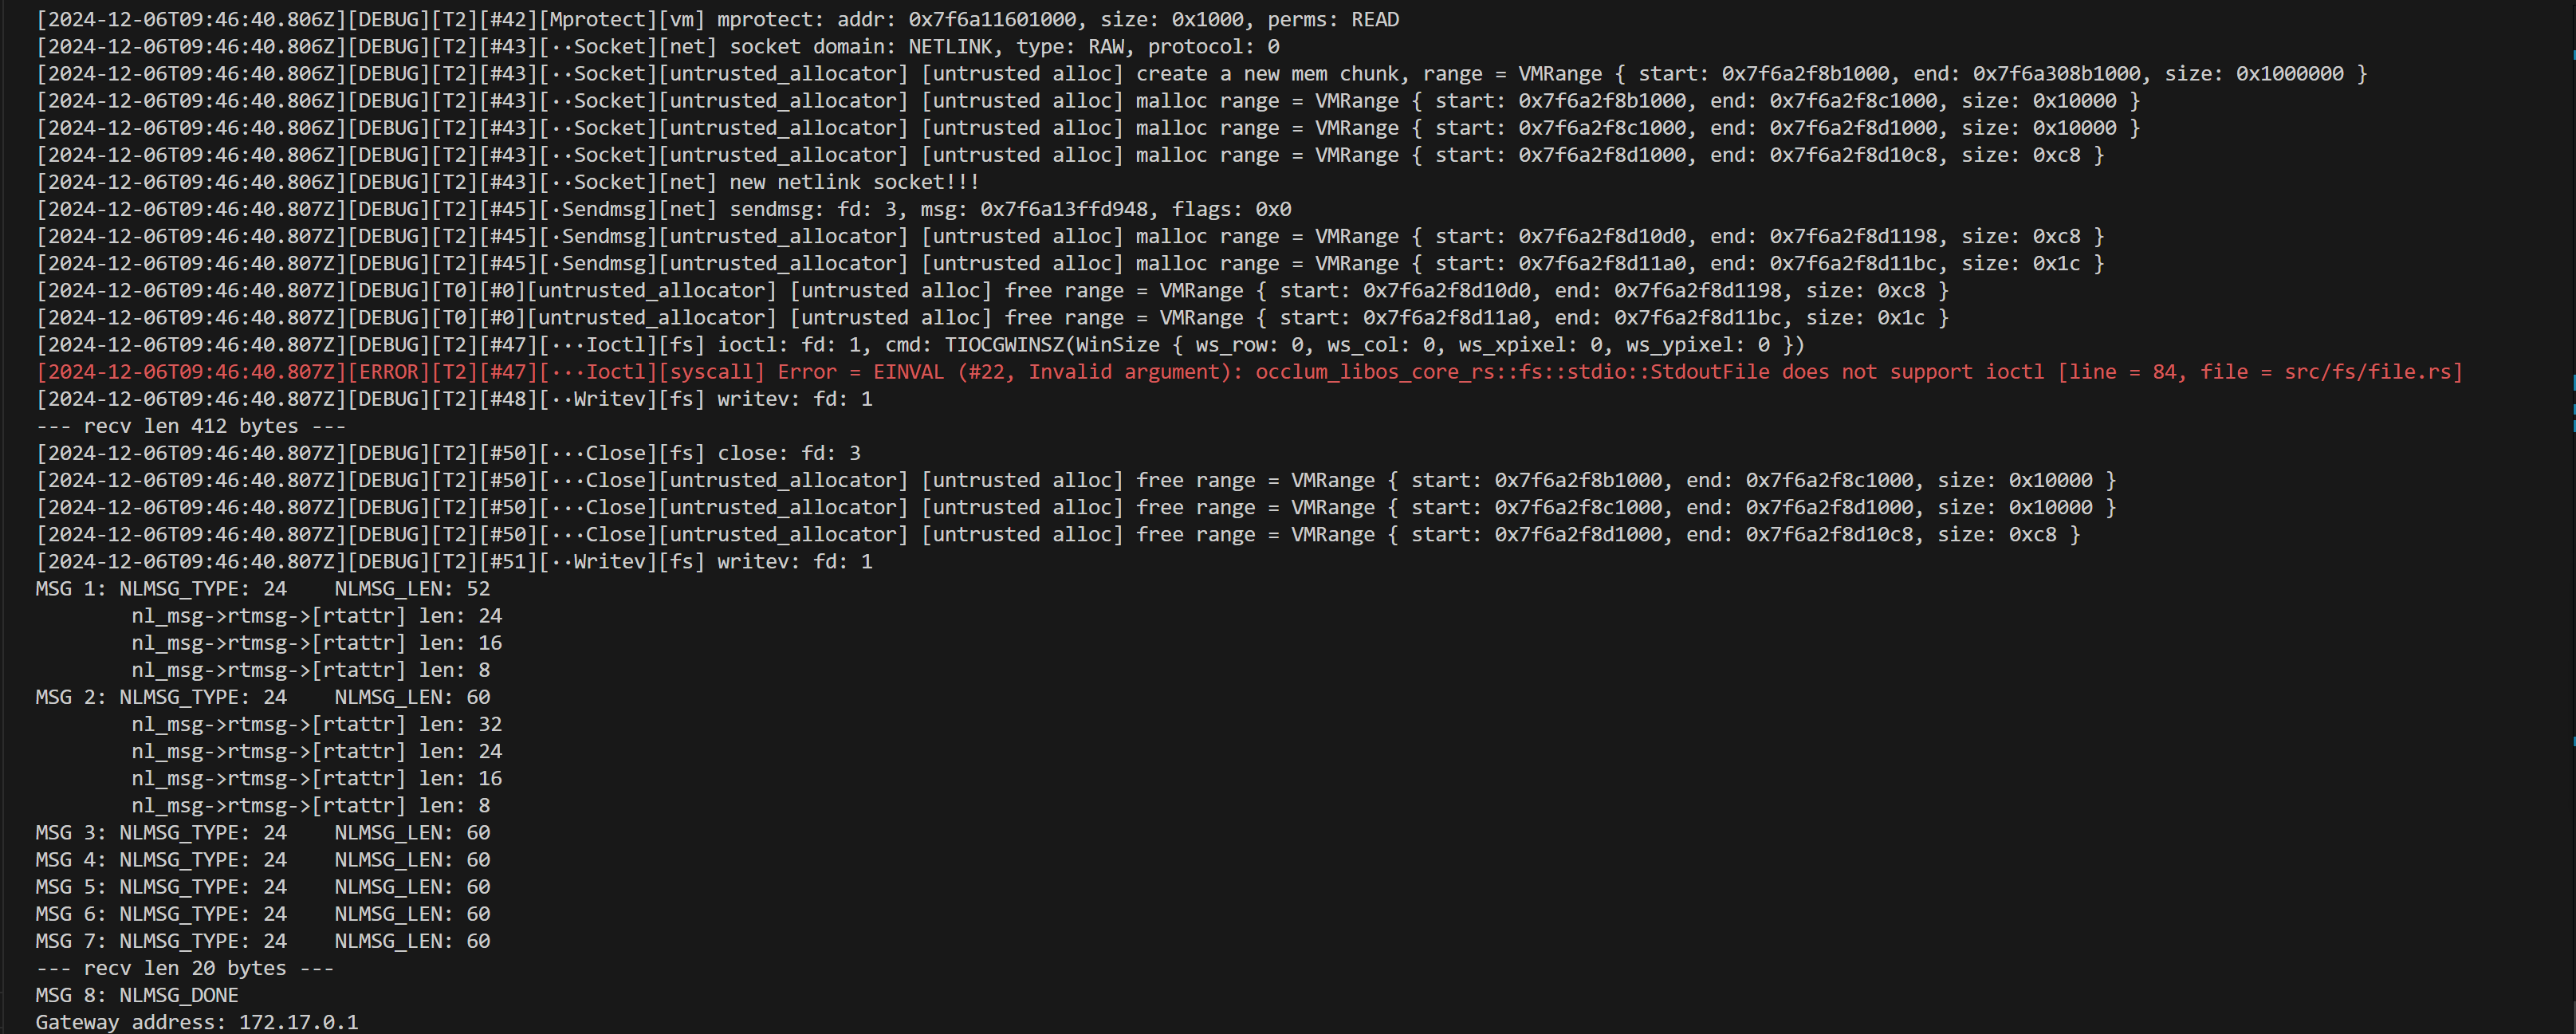 [2024-12-06T09:46:40.806Z][DEBUG][T2][#42][Mprotect][vm] mprotect: addr: 0x7f6a11601000, size: 0x1000, perms: READ
[2024-12-06T09:46:40.806Z][DEBUG][T2][#43][··Socket][net] socket domain: NETLINK, type: RAW, protocol: 0
[2024-12-06T09:46:40.806Z][DEBUG][T2][#43][··Socket][untrusted_allocator] [untrusted alloc] create a new mem chunk, range = VMRange { start: 0x7f6a2f8b1000, end: 0x7f6a308b1000, size: 0x1000000 }
[2024-12-06T09:46:40.806Z][DEBUG][T2][#43][··Socket][untrusted_allocator] [untrusted alloc] malloc range = VMRange { start: 0x7f6a2f8b1000, end: 0x7f6a2f8c1000, size: 0x10000 }
[2024-12-06T09:46:40.806Z][DEBUG][T2][#43][··Socket][untrusted_allocator] [untrusted alloc] malloc range = VMRange { start: 0x7f6a2f8c1000, end: 0x7f6a2f8d1000, size: 0x10000 }
[2024-12-06T09:46:40.806Z][DEBUG][T2][#43][··Socket][untrusted_allocator] [untrusted alloc] malloc range = VMRange { start: 0x7f6a2f8d1000, end: 0x7f6a2f8d10c8, size: 0xc8 }
[2024-12-06T09:46:40.806Z][DEBUG][T2][#43][··Socket][net] new netlink socket!!!
[2024-12-06T09:46:40.807Z][DEBUG][T2][#45][·Sendmsg][net] sendmsg: fd: 3, msg: 0x7f6a13ffd948, flags: 0x0
[2024-12-06T09:46:40.807Z][DEBUG][T2][#45][·Sendmsg][untrusted_allocator] [untrusted alloc] malloc range = VMRange { start: 0x7f6a2f8d10d0, end: 0x7f6a2f8d1198, size: 0xc8 }
[2024-12-06T09:46:40.807Z][DEBUG][T2][#45][·Sendmsg][untrusted_allocator] [untrusted alloc] malloc range = VMRange { start: 0x7f6a2f8d11a0, end: 0x7f6a2f8d11bc, size: 0x1c }
[2024-12-06T09:46:40.807Z][DEBUG][T0][#0][untrusted_allocator] [untrusted alloc] free range = VMRange { start: 0x7f6a2f8d10d0, end: 0x7f6a2f8d1198, size: 0xc8 }
[2024-12-06T09:46:40.807Z][DEBUG][T0][#0][untrusted_allocator] [untrusted alloc] free range = VMRange { start: 0x7f6a2f8d11a0, end: 0x7f6a2f8d11bc, size: 0x1c }
[2024-12-06T09:46:40.807Z][DEBUG][T2][#47][···Ioctl][fs] ioctl: fd: 1, cmd: TIOCGWINSZ(WinSize { ws_row: 0, ws_col: 0, ws_xpixel: 0, ws_ypixel: 0 })
[2024-12-06T09:46:40.807Z][ERROR][T2][#47][···Ioctl][syscall] Error = EINVAL (#22, Invalid argument): occlum_libos_core_rs::fs::stdio::StdoutFile does not support ioctl [line = 84, file = src/fs/file.rs]
[2024-12-06T09:46:40.807Z][DEBUG][T2][#48][··Writev][fs] writev: fd: 1
--- recv len 412 bytes ---
[2024-12-06T09:46:40.807Z][DEBUG][T2][#50][···Close][fs] close: fd: 3
[2024-12-06T09:46:40.807Z][DEBUG][T2][#50][···Close][untrusted_allocator] [untrusted alloc] free range = VMRange { start: 0x7f6a2f8b1000, end: 0x7f6a2f8c1000, size: 0x10000 }
[2024-12-06T09:46:40.807Z][DEBUG][T2][#50][···Close][untrusted_allocator] [untrusted alloc] free range = VMRange { start: 0x7f6a2f8c1000, end: 0x7f6a2f8d1000, size: 0x10000 }
[2024-12-06T09:46:40.807Z][DEBUG][T2][#50][···Close][untrusted_allocator] [untrusted alloc] free range = VMRange { start: 0x7f6a2f8d1000, end: 0x7f6a2f8d10c8, size: 0xc8 }
[2024-12-06T09:46:40.807Z][DEBUG][T2][#51][··Writev][fs] writev: fd: 1
MSG 1: NLMSG_TYPE: 24    NLMSG_LEN: 52
        nl_msg->rtmsg->[rtattr] len: 24
        nl_msg->rtmsg->[rtattr] len: 16
        nl_msg->rtmsg->[rtattr] len: 8
MSG 2: NLMSG_TYPE: 24    NLMSG_LEN: 60
        nl_msg->rtmsg->[rtattr] len: 32
        nl_msg->rtmsg->[rtattr] len: 24
        nl_msg->rtmsg->[rtattr] len: 16
        nl_msg->rtmsg->[rtattr] len: 8
MSG 3: NLMSG_TYPE: 24    NLMSG_LEN: 60
MSG 4: NLMSG_TYPE: 24    NLMSG_LEN: 60
MSG 5: NLMSG_TYPE: 24    NLMSG_LEN: 60
MSG 6: NLMSG_TYPE: 24    NLMSG_LEN: 60
MSG 7: NLMSG_TYPE: 24    NLMSG_LEN: 60
--- recv len 20 bytes ---
MSG 8: NLMSG_DONE
Gateway address: 172.17.0.1